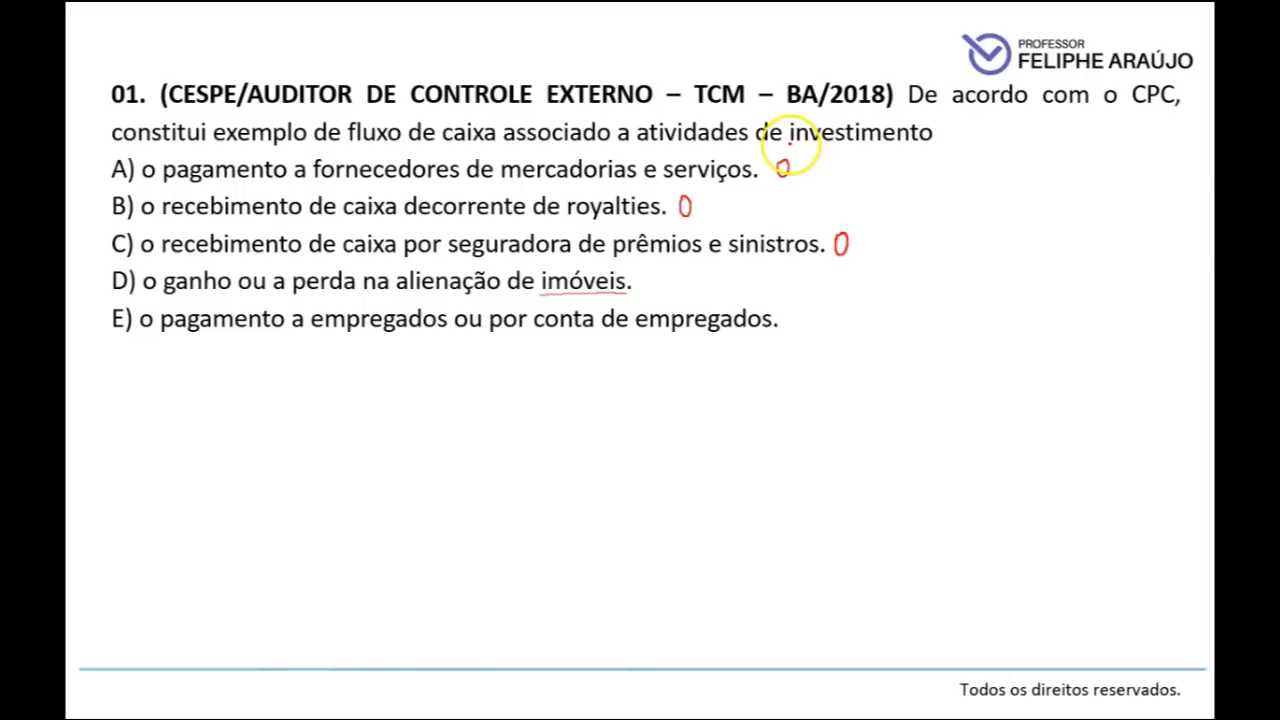 PROFESSOR
FELIPHE ARAÚJO
01. (CESPE/AUDITOR DE CONTROLE EXTERNO – TCM – BA/2018) De acordo com o CPC,
constitui exemplo de fluxo de caixa associado a atividades de investimento
A) o pagamento a fornecedores de mercadorias e serviços. O
B) o recebimento de caixa decorrente de royalties. O
C) o recebimento de caixa por seguradora de prêmios e sinistros. O
D) o ganho ou a perda na alienação de imóveis.
E) o pagamento a empregados ou por conta de empregados.
Todos os direitos reservados.